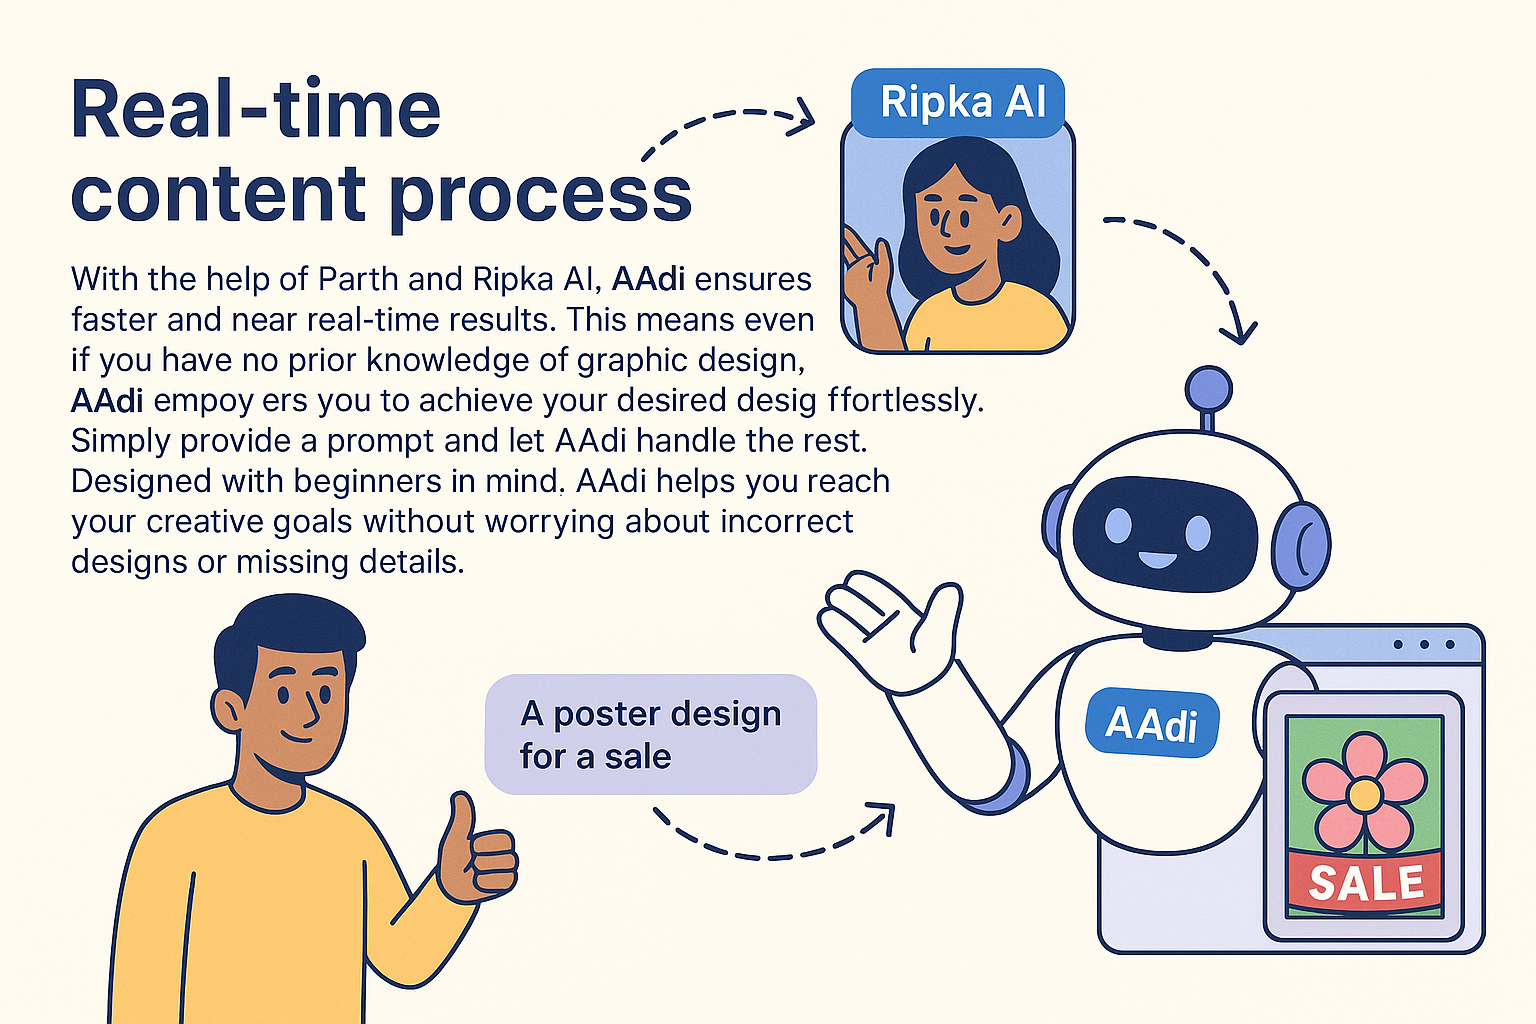 Real-time
content process
With the help of Parth and Ripka AI, AAdi ensures
faster and near real-time results. This means even
if you have no prior knowledge of graphic design,
AAdi empoy ers you to achieve your desired desig ffortlessly.
Simply provide a prompt and let AAdi handle the rest.
Designed with beginners in mind. AAdi helps you reach
your creative goals without worrying about incorrect
designs or missing details.
Ripka AI
A poster design
for a sale
AAdi
SALE